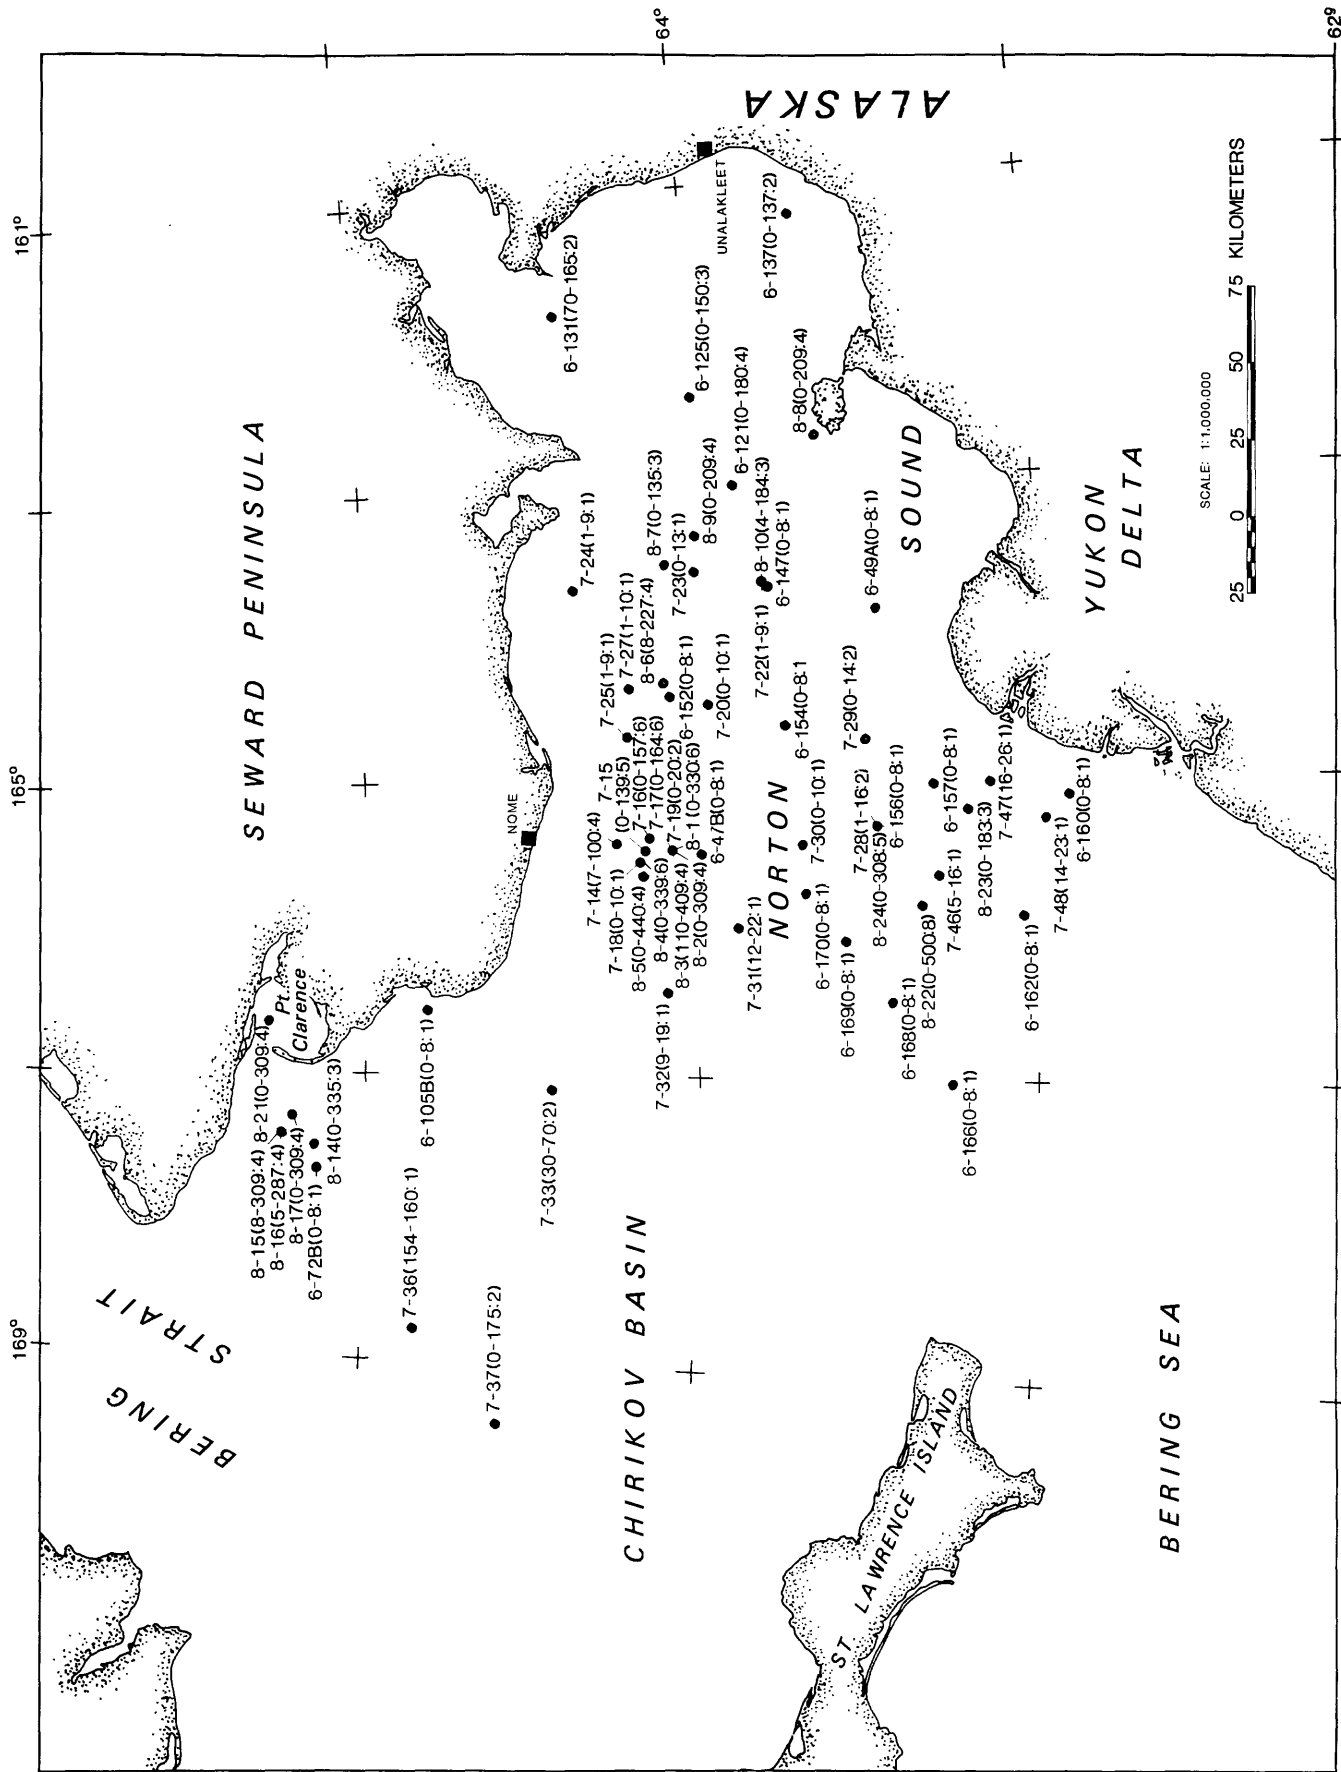 161°
165°
169°
64°
62°
ALASKA
SEWARD PENINSULA
UNALAKLEET
NOME
Pt.
Clarence
BERING
STRAIT
NORTON
SOUND
YUKON
DELTA
CHIRIKOV BASIN
ST LAWRENCE ISLAND
BERING SEA
SCALE: 1:1.000.000
25 0 25 50 75 KILOMETERS
6-131(70-165:2)
6-137(0-137:2)
6-125(0-150:3)
6-121(0-180:4)
8-8(0-209:4)
8-9(0-209:4)
8-7(0-135:3)
7-23(0-13:1)
7-24(1-9:1)
8-10(4-184:3)
6-147(0-8:1)
7-22(1-9:1)
6-49A(0-8:1)
7-25(1-9:1)
7-27(1-10:1)
8-6(8-227:4)
6-152(0-8:1)
7-20(0-10:1)
6-154(0-8:1
7-29(0-14:2)
7-14(7-100:4)
7-15
(0-139:5)
7-16(0-157:6)
7-17(0-164:6)
7-18(0-10:1)
7-19(0-20:2)
8-1(0-330:6)
6-47B(0-8:1)
8-5(0-440:4)
8-4(0-339:6)
8-3(110-409:4)
8-2(0-309:4)
7-30(0-10:1)
7-28(1-16:2)
6-156(0-8:1)
6-157(0-8:1)
8-23(0-183:3)
7-47(16-26:1)
6-160(0-8:1)
7-48(14-23:1)
7-31(12-22:1)
6-170(0-8:1)
8-24(0-308:5)
7-46(5-16:1)
8-22(0-500:8)
6-162(0-8:1)
6-169(0-8:1)
6-168(0-8:1)
6-166(0-8:1)
7-32(9-19:1)
7-33(30-70:2)
6-105B(0-8:1)
7-36(154-160:1)
7-37(0-175:2)
8-21(0-309:4)
8-15(8-309:4)
8-16(5-287:4)
8-17(0-309:4)
6-72B(0-8:1)
8-14(0-335:3)